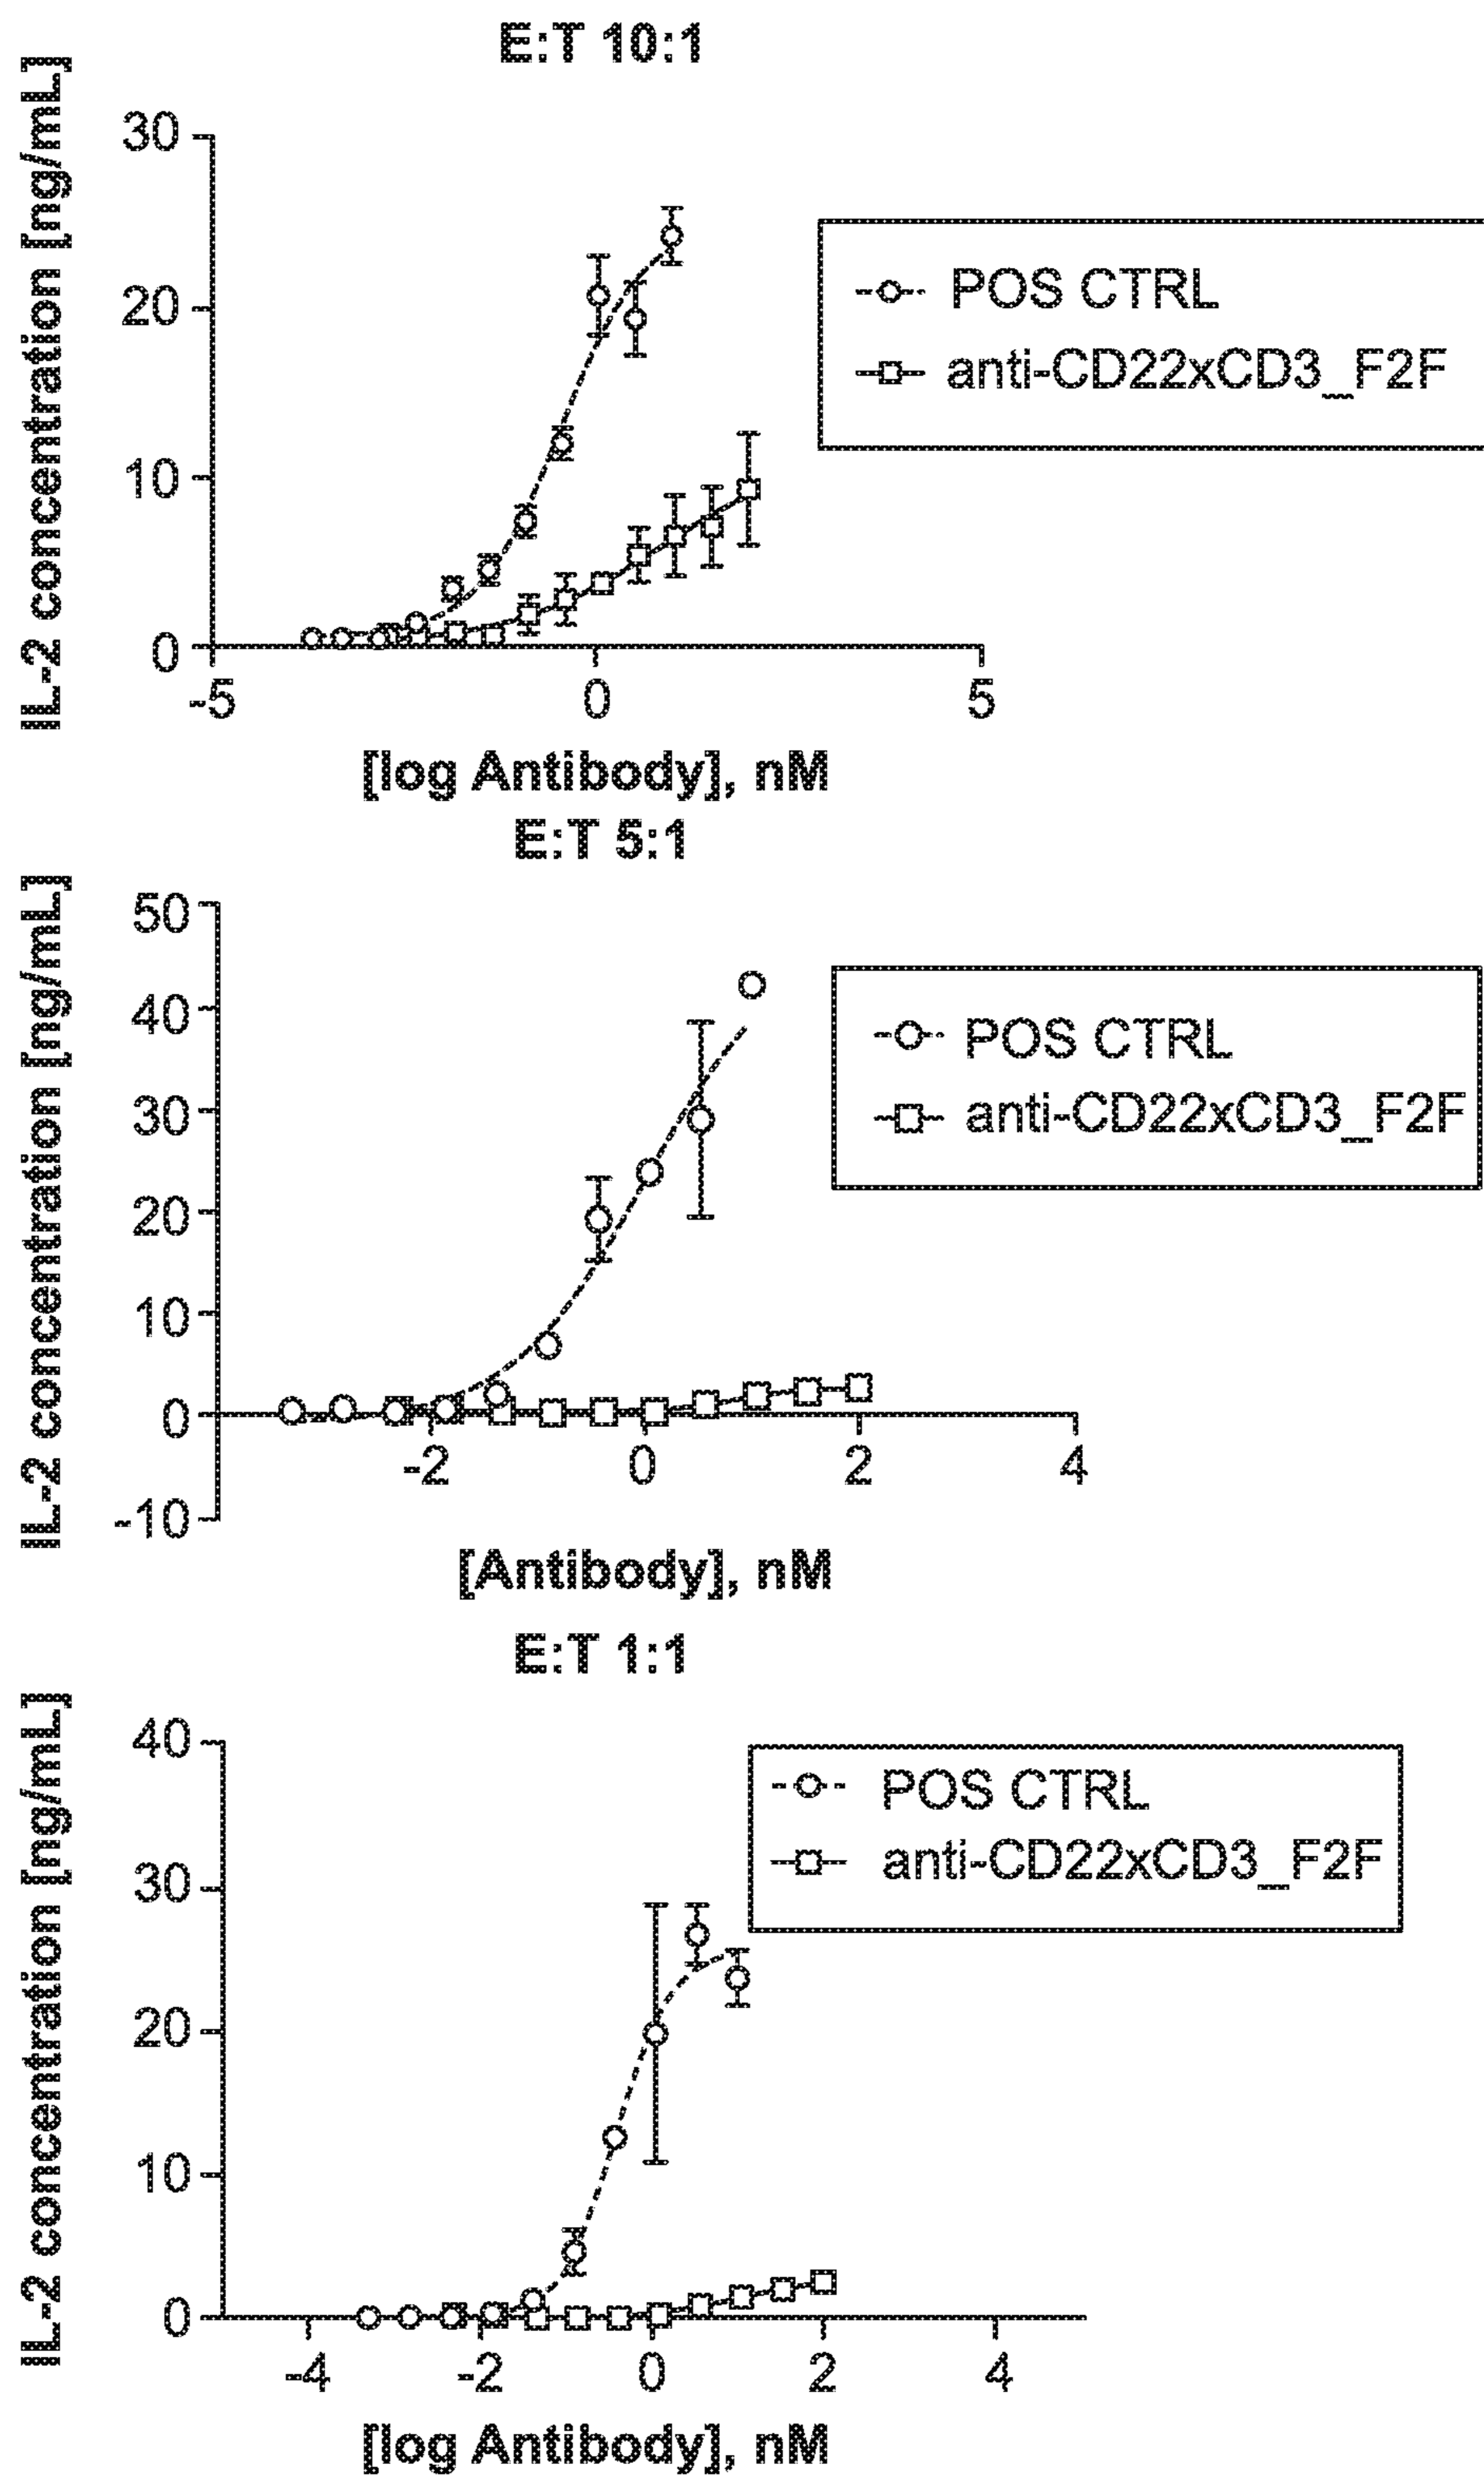 E:T 10:1
IL-2 concentration [ng/mL]
30
20
10
0
-5
0
5
[log Antibody], nM
POS CTRL
anti-CD22xCD3_F2F
E:T 5:1
IL-2 concentration [ng/mL]
50
40
30
20
10
0
-10
-2
0
2
4
[Antibody], nM
POS CTRL
anti-CD22xCD3_F2F
E:T 1:1
IL-2 concentration [ng/mL]
40
30
20
10
0
-4
-2
0
2
4
[log Antibody], nM
POS CTRL
anti-CD22xCD3_F2F